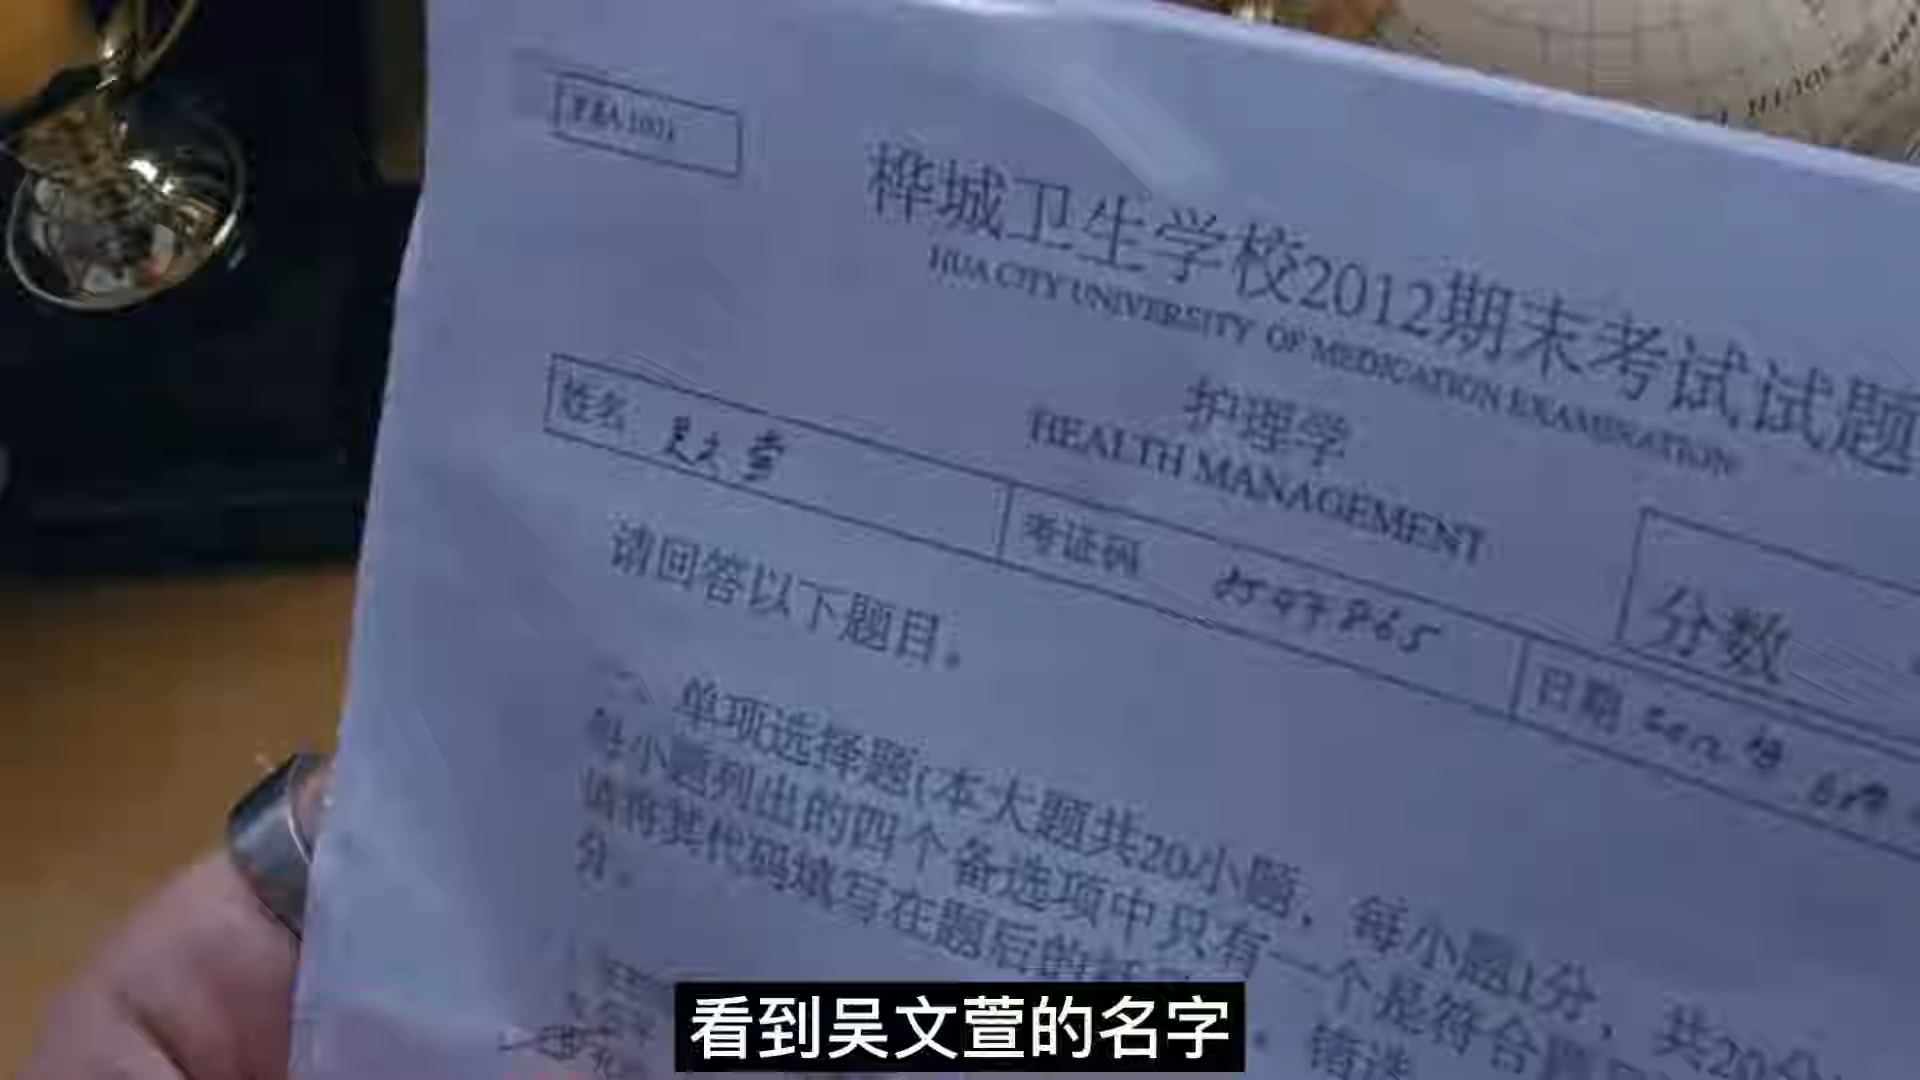 桦城卫生学校2012期末考试试题
HUA CITY UNIVERSITY OF MEDICATION EXAMINATION
护理学
HEALTH MANAGEMENT
分数
姓名 吴文萱
考证码
日期
请回答以下题目。
单项选择题(本大题共20小题，每小题1分，共20分
每小题列出的四个备选项中只有一个是符合题
请将其代码填写在题后的
错选
分。
看到吴文萱的名字